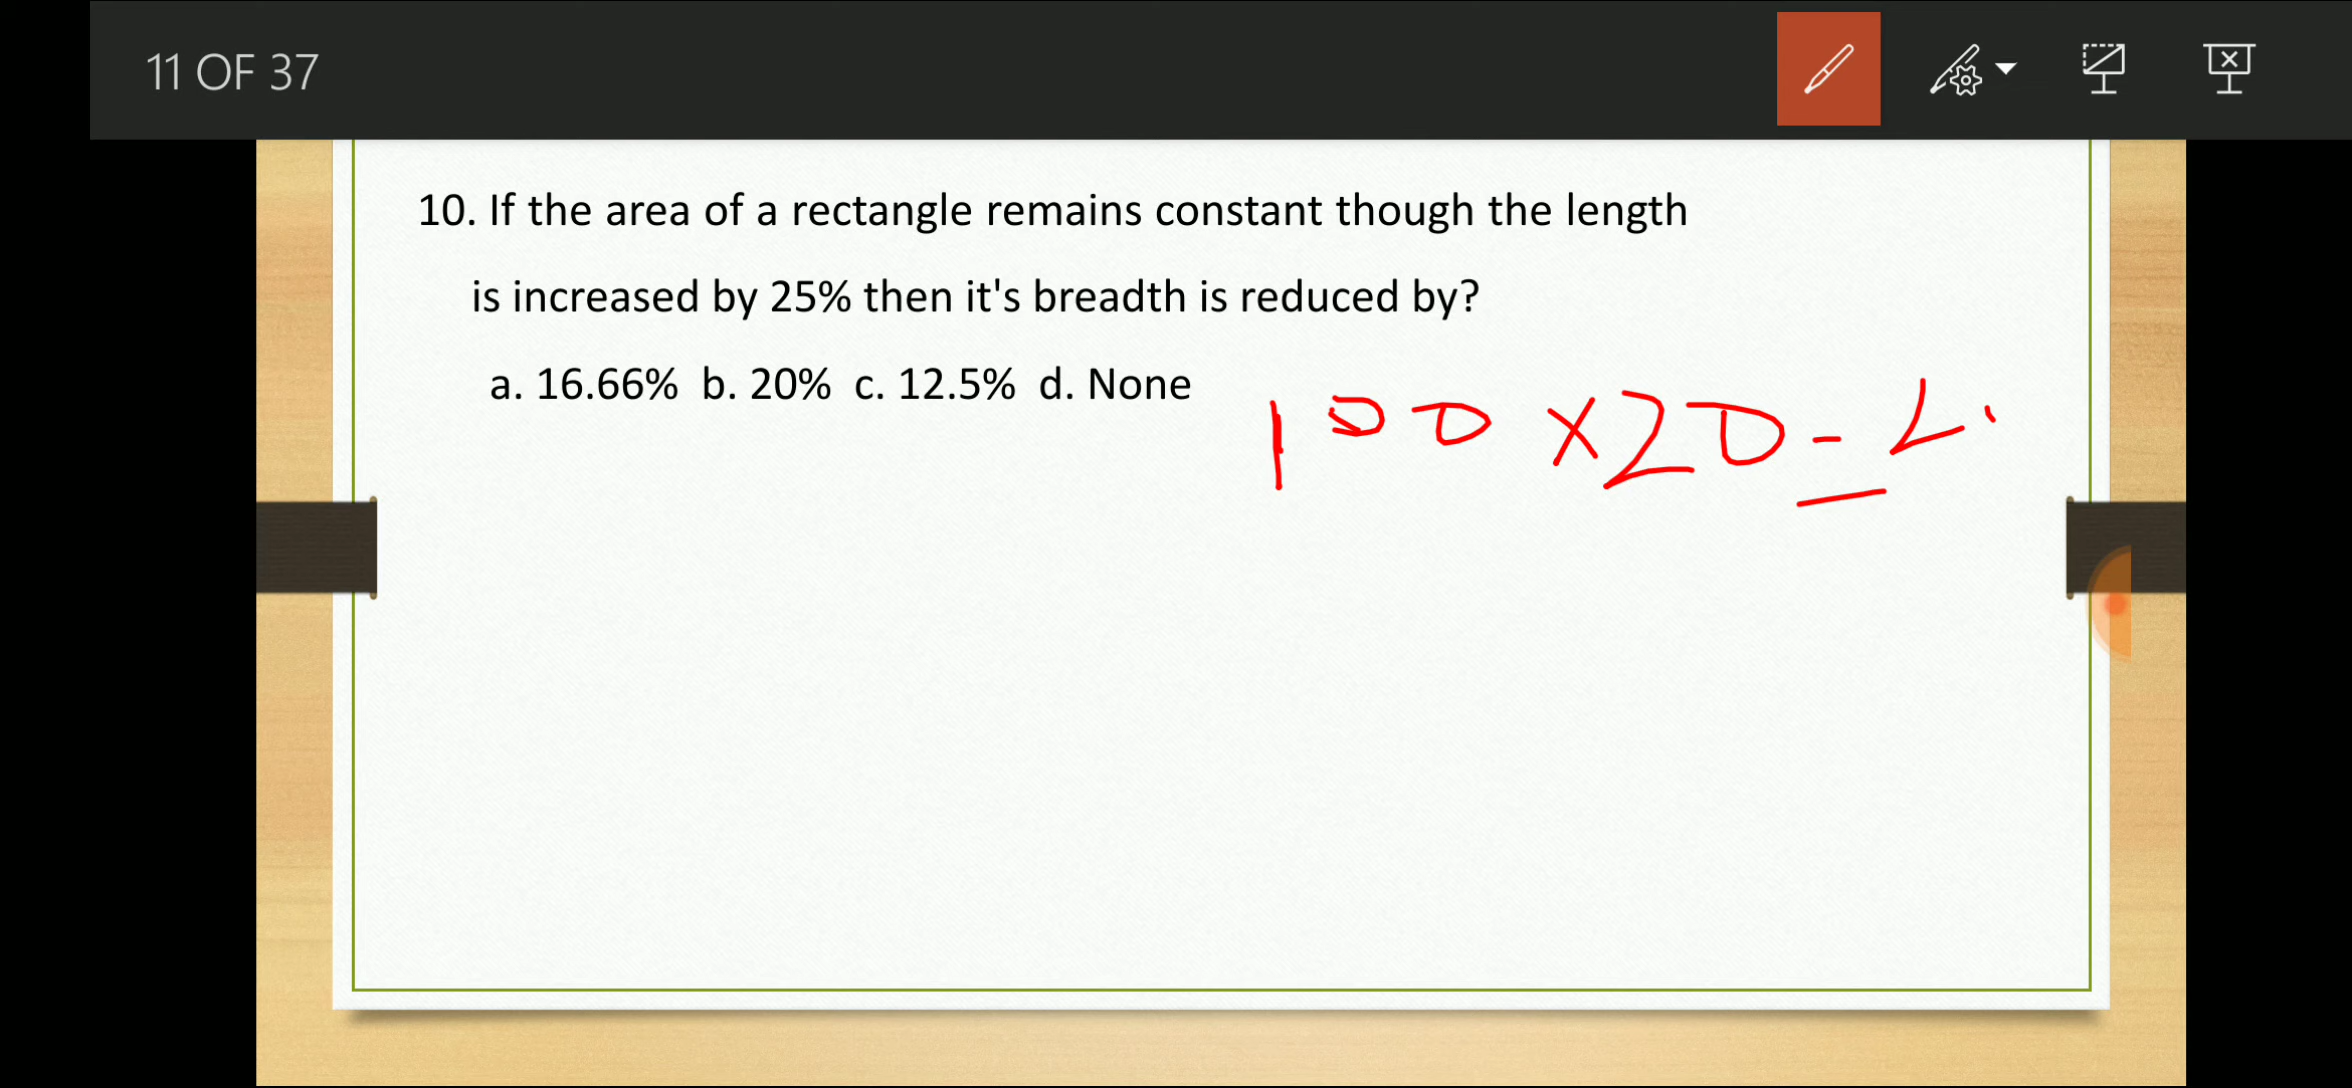 11 OF 37
10. If the area of a rectangle remains constant though the length
is increased by 25% then it's breadth is reduced by?
a. 16.66% b. 20% c. 12.5% d. None
100 × 20 =